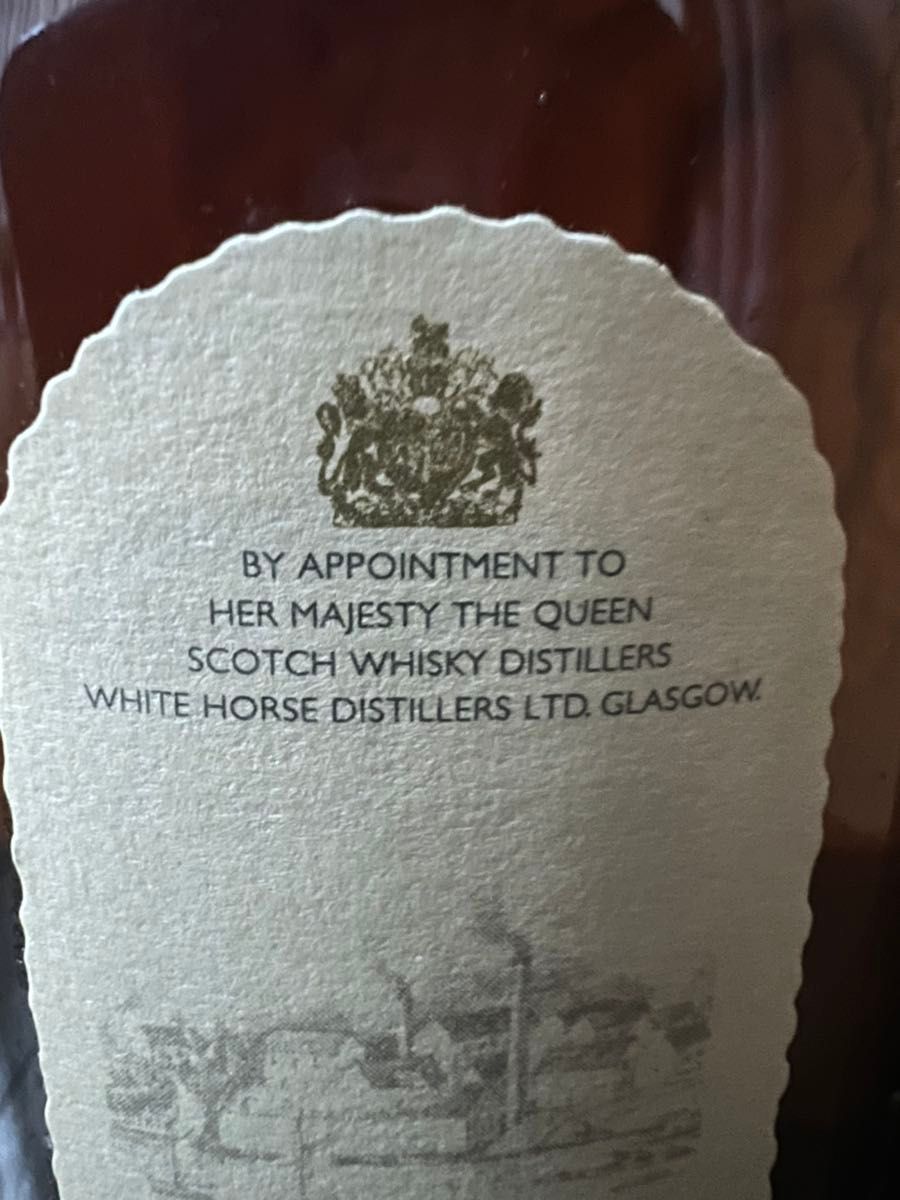 BY APPOINTMENT TO
HER MAJESTY THE QUEEN
SCOTCH WHISKY DISTILLERS
WHITE HORSE DISTILLERS LTD. GLASGOW.